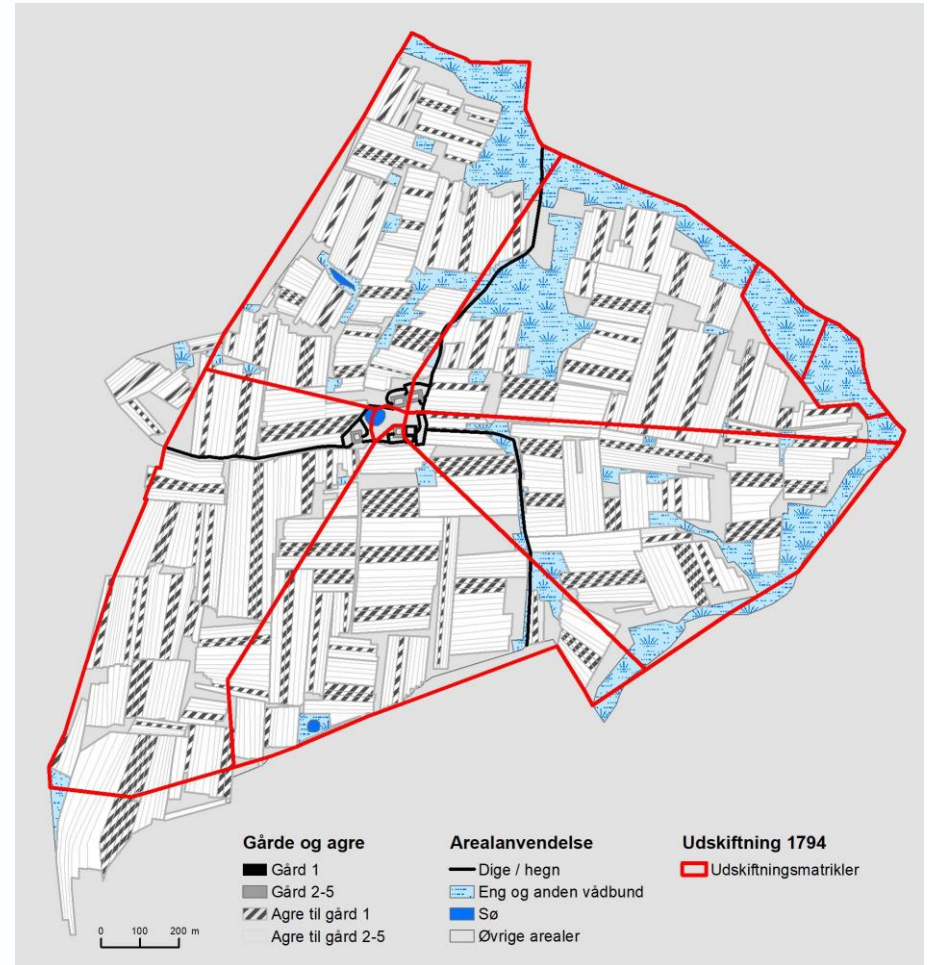 Gårde og agre
Gård 1
Gård 2-5
Agre til gård 1
Agre til gård 2-5
Arealanvendelse
Dige / hegn
Eng og anden vådbund
Sø
Øvrige arealer
Udskiftning 1794
Udskiftningsmatrikler
0 100 200 m